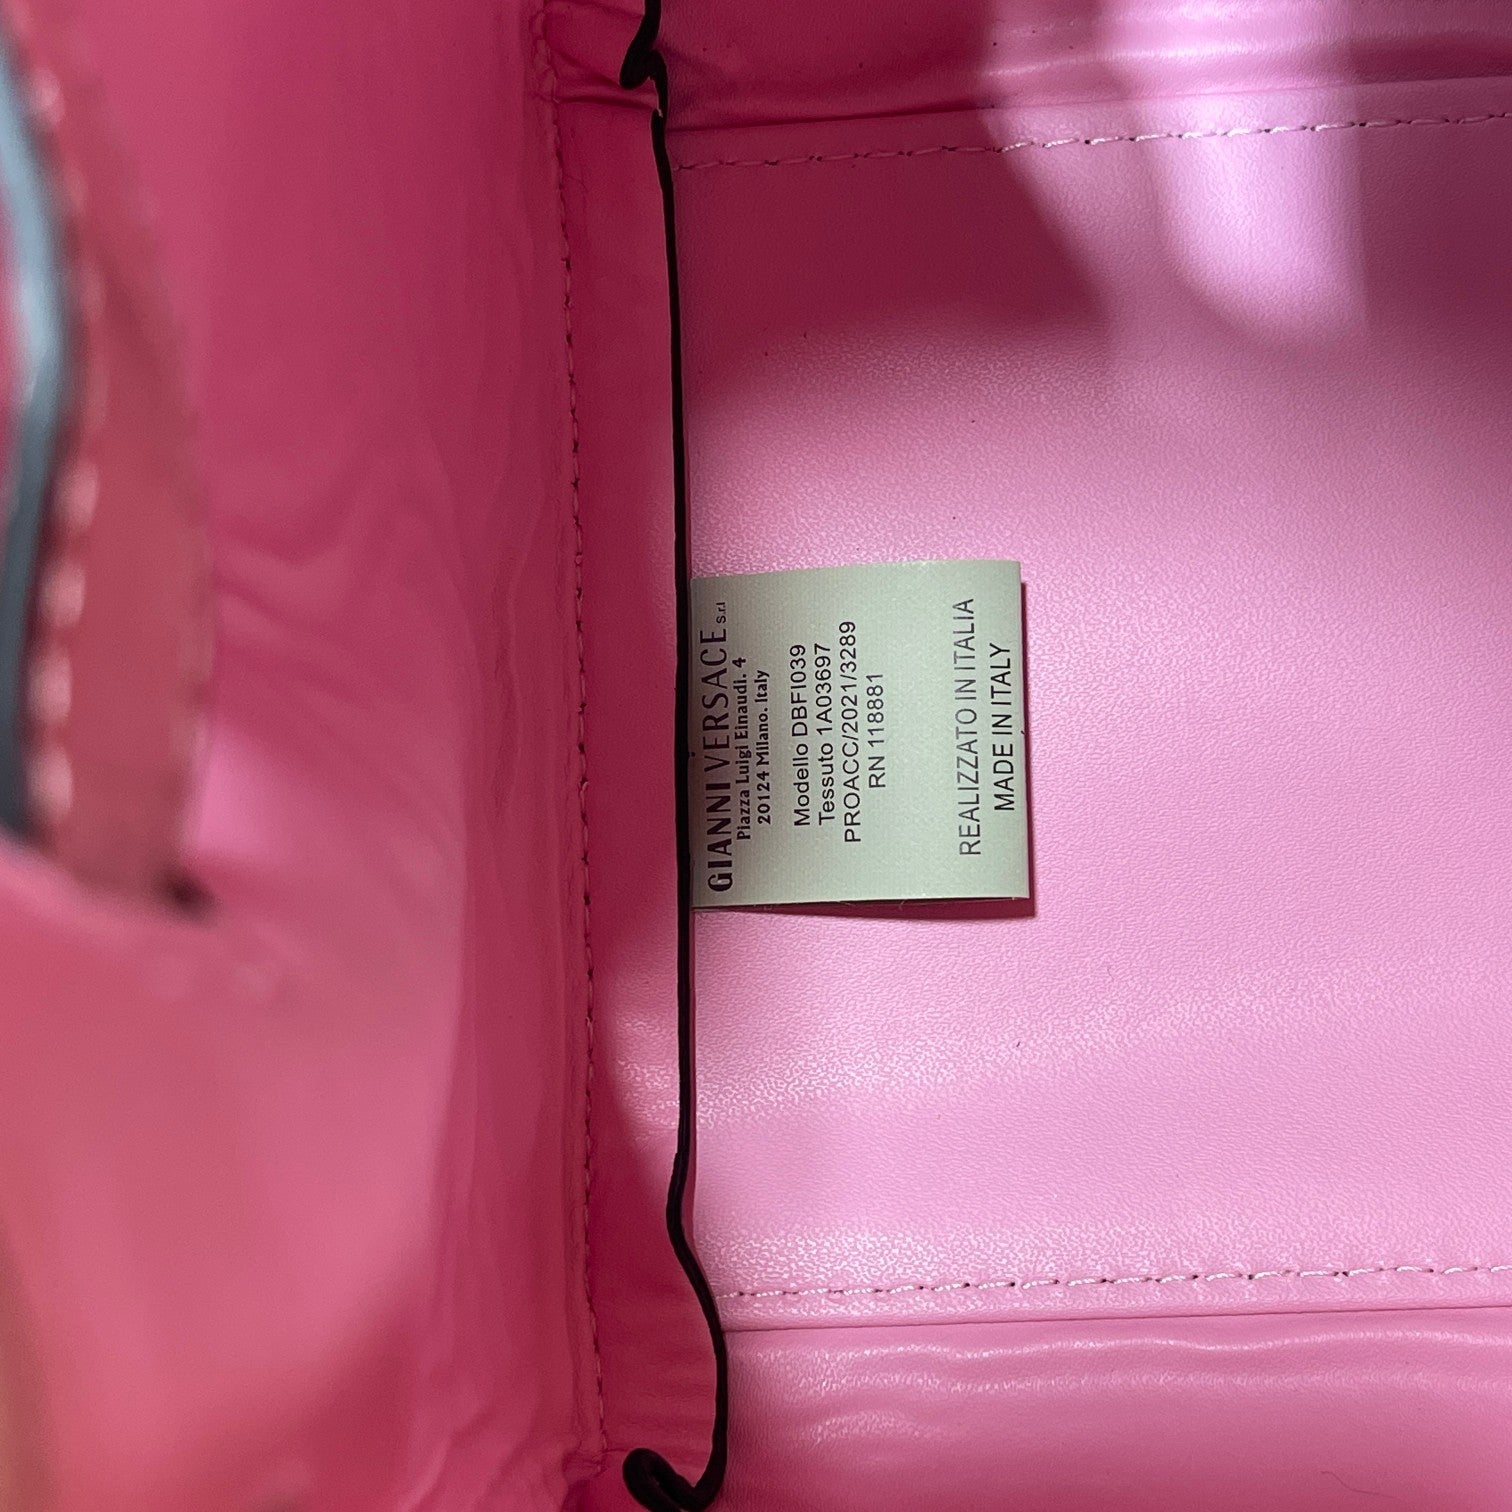 GIANNI VERSACE s.r.l
Piazza Luigi Einaudi. 4
20124 Milano. Italy
Modello DBFI039
Tessuto 1A03697
PROACC/2021/3289
RN 118881
REALIZZATO IN ITALIA
MADE IN ITALY